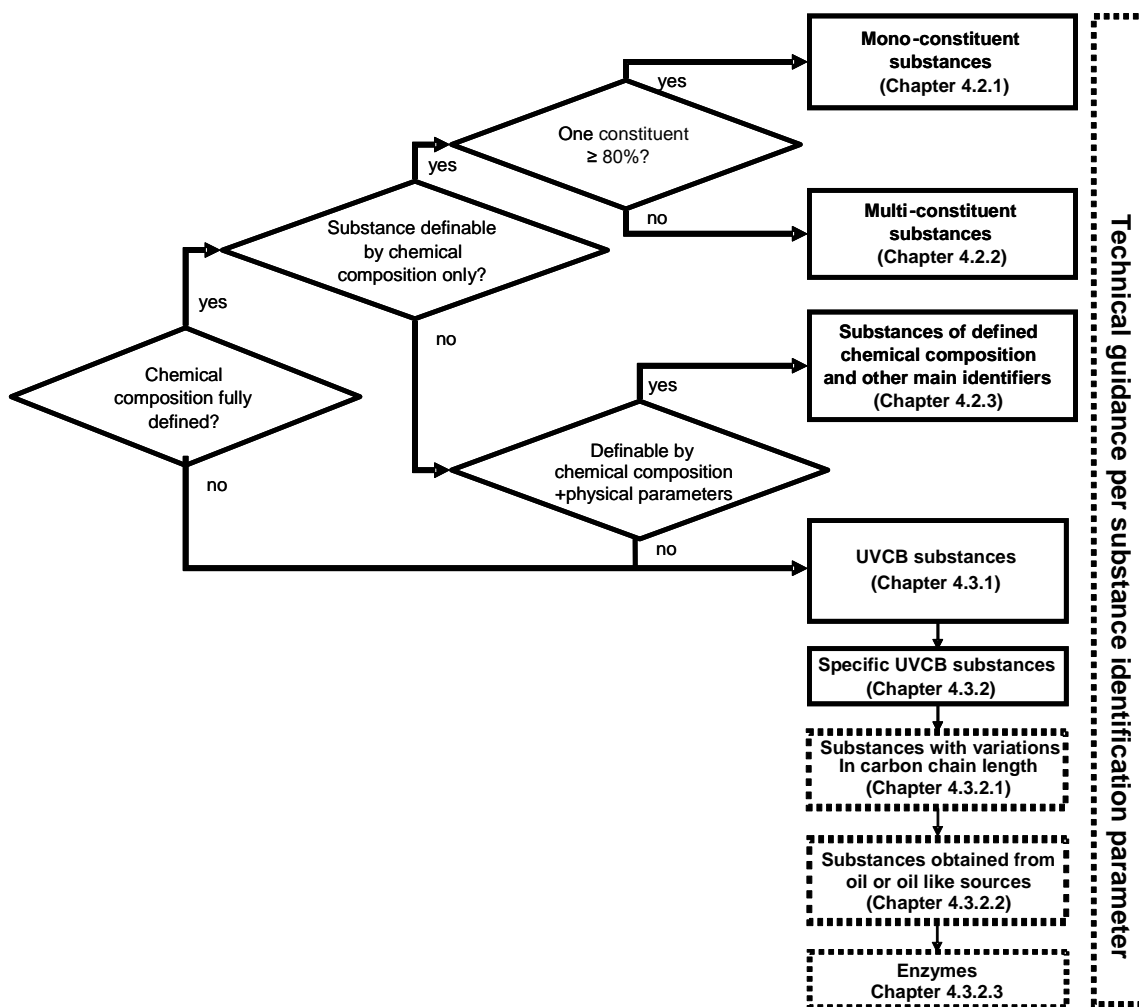 Mono-constituent
substances
(Chapter 4.2.1)
yes
One constituent
≥ 80%?
yes
no
Multi-constituent
substances
(Chapter 4.2.2)
Substance definable
by chemical
composition only?
yes
no
Substances of defined
chemical composition
and other main identifiers
(Chapter 4.2.3)
yes
Chemical
composition fully
defined?
Definable by
chemical composition
+physical parameters
no
no
UVCB substances
(Chapter 4.3.1)
Specific UVCB substances
(Chapter 4.3.2)
Substances with variations
In carbon chain length
(Chapter 4.3.2.1)
Substances obtained from
oil or oil like sources
(Chapter 4.3.2.2)
Enzymes
Chapter 4.3.2.3
Technical guidance per substance identification parameter